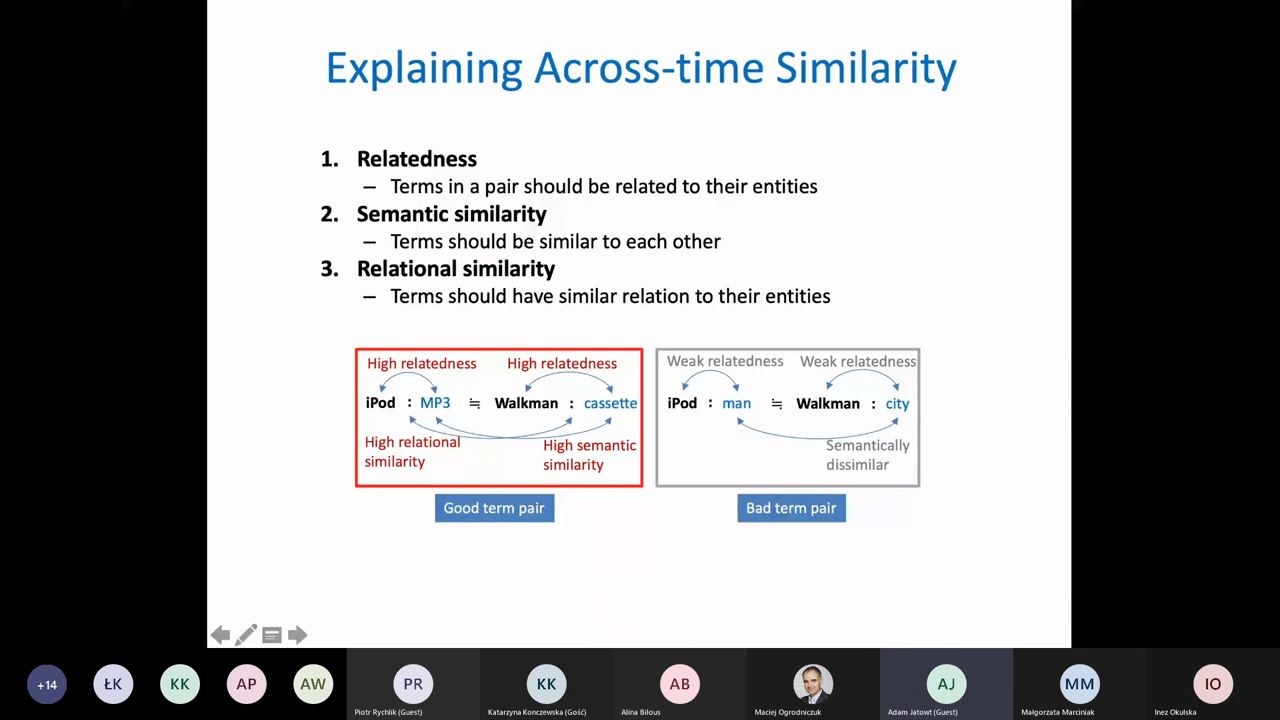 Explaining Across-time Similarity
1. Relatedness
– Terms in a pair should be related to their entities
2. Semantic similarity
– Terms should be similar to each other
3. Relational similarity
– Terms should have similar relation to their entities
High relatedness High relatedness
iPod : MP3 ≒ Walkman : cassette
High relational similarity
High semantic similarity
Good term pair
Weak relatedness Weak relatedness
iPod : man ≒ Walkman : city
Semantically dissimilar
Bad term pair
+14 ŁK KK AP AW PR KK AB AJ MM IO
Piotr Rychlik (Guest) Katarzyna Konczewska (Gość) Alina Bilous Maciej Ogrodniczuk Adam Jatowt (Guest) Małgorzata Marciniak Inez Okulska